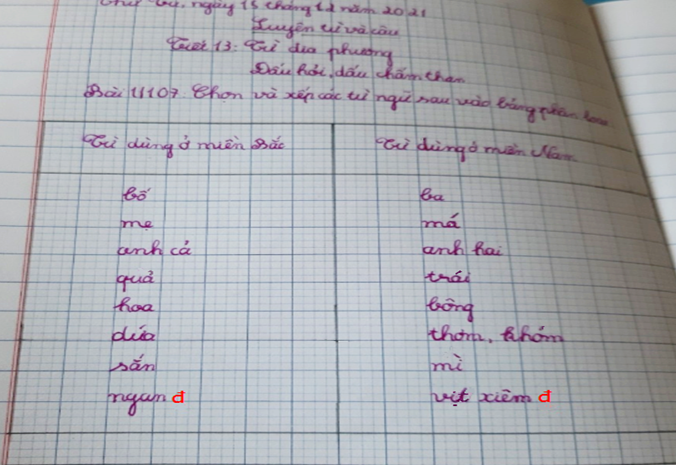 Thứ tư, ngày 15 tháng 12 năm 2021
Luyện từ và câu
Tiết 13: Từ địa phương
Dấu hỏi, dấu chấm than
Bài 1/107: Chọn và xếp các từ ngữ sau vào bảng phân loại
Từ dùng ở miền Bắc Từ dùng ở miền Nam
bố ba
mẹ má
anh cả anh hai
quả trái
hoa bông
dứa thơm, khóm
sắn mì
ngan đ vịt xiêm đ